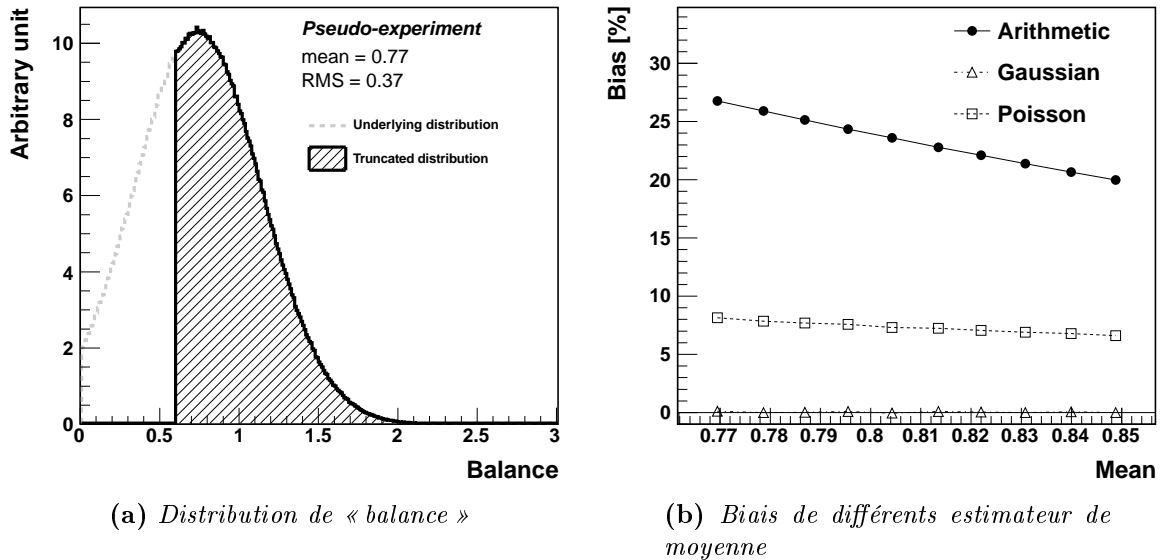 Arbitrary unit
10
8
6
4
2
0
Pseudo-experiment
mean = 0.77
RMS = 0.37
Underlying distribution
Truncated distribution
0 0.5 1 1.5 2 2.5 3
Balance
(a) Distribution de « balance »
Bias [%]
30
25
20
15
10
5
0
Arithmetic
Gaussian
Poisson
0.77 0.78 0.79 0.8 0.81 0.82 0.83 0.84 0.85
Mean
(b) Biais de différents estimateur de
moyenne